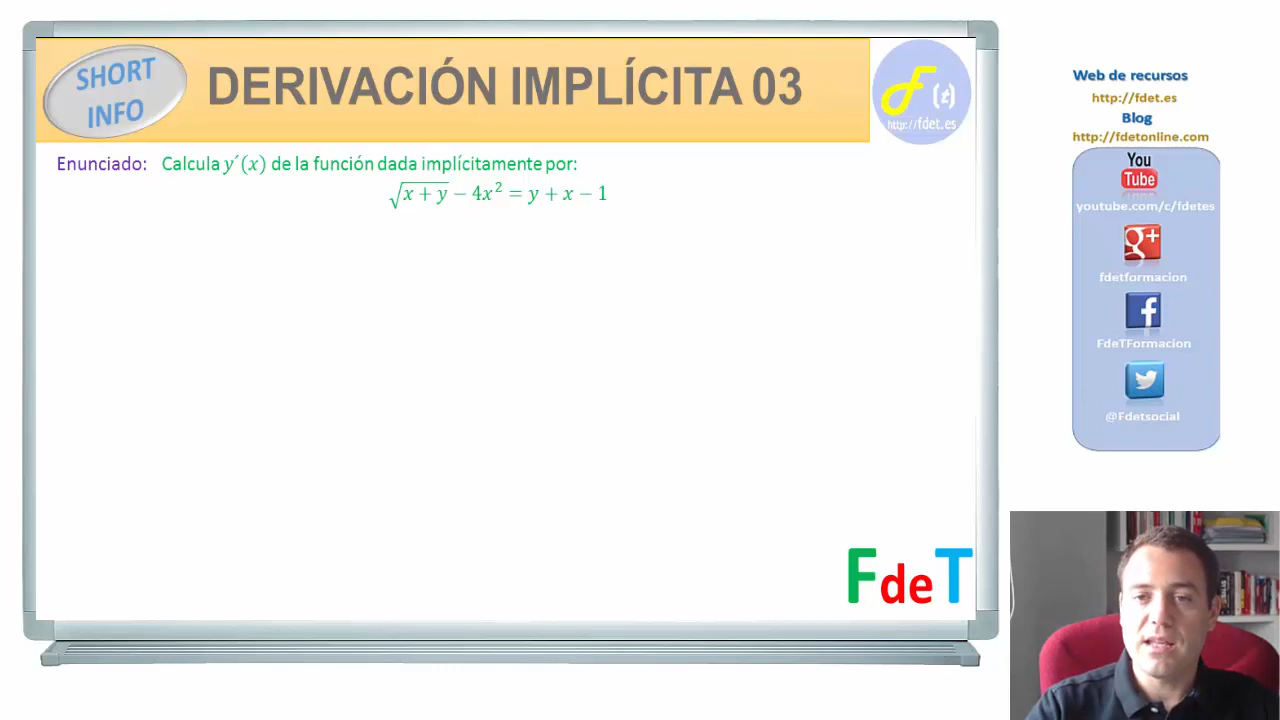 SHORT
INFO
DERIVACIÓN IMPLÍCITA 03
F(t)
http://fdet.es
Enunciado: Calcula y´(x) de la función dada implícitamente por:
√(x + y) − 4x² = y + x − 1
FdeT
Web de recursos
http://fdet.es
Blog
http://fdetonline.com
You
Tube
youtube.com/c/fdetes
g+
fdetformacion
f
FdeTFormacion
@Fdetsocial